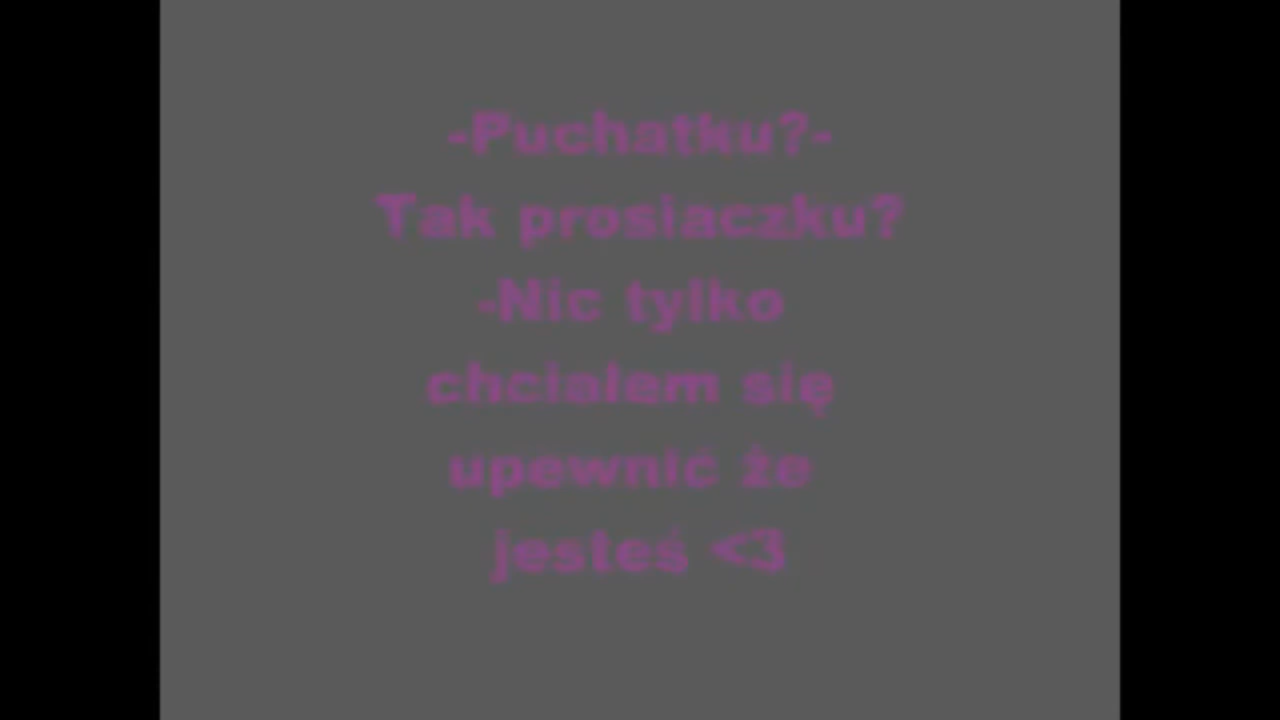 -Puchatku?-
Tak prosiaczku?
-Nic tylko
chciałem się
upewnić że
jesteś <3